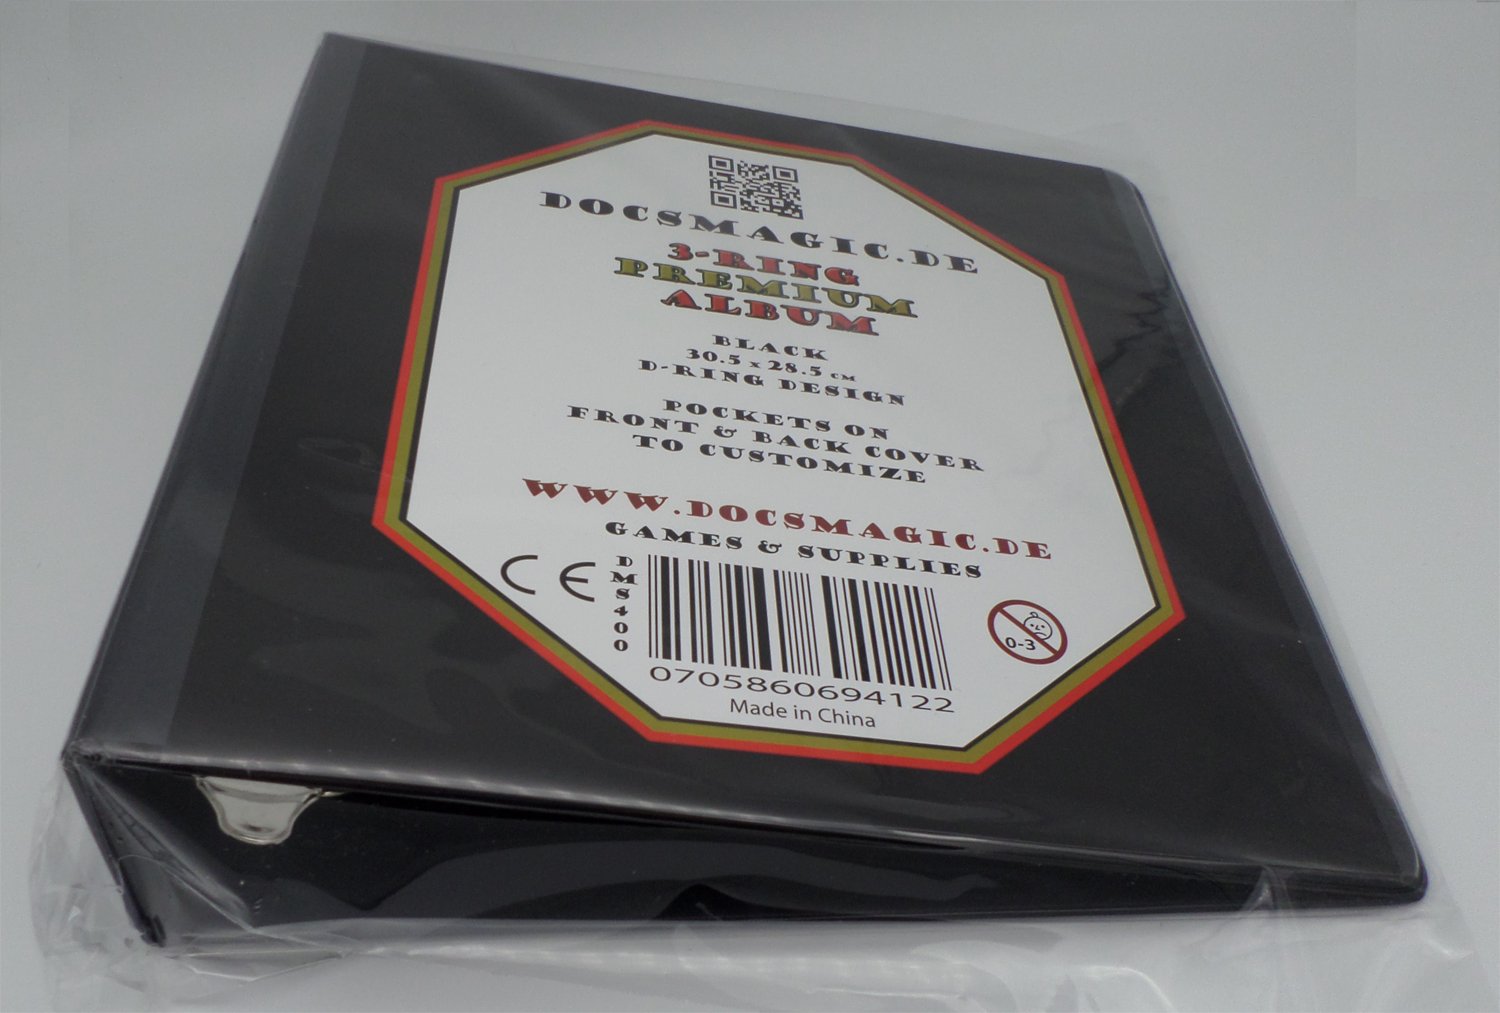 DOCSMAGIC.DE
3-RING
PREMIUM
ALBUM
BLACK
30.5 x 28.5 CM
D-RING DESIGN
POCKETS ON
FRONT & BACK COVER
TO CUSTOMIZE
WWW.DOCSMAGIC.DE
GAMES & SUPPLIES
CE
DMS400
0705860694122
Made in China
0-3